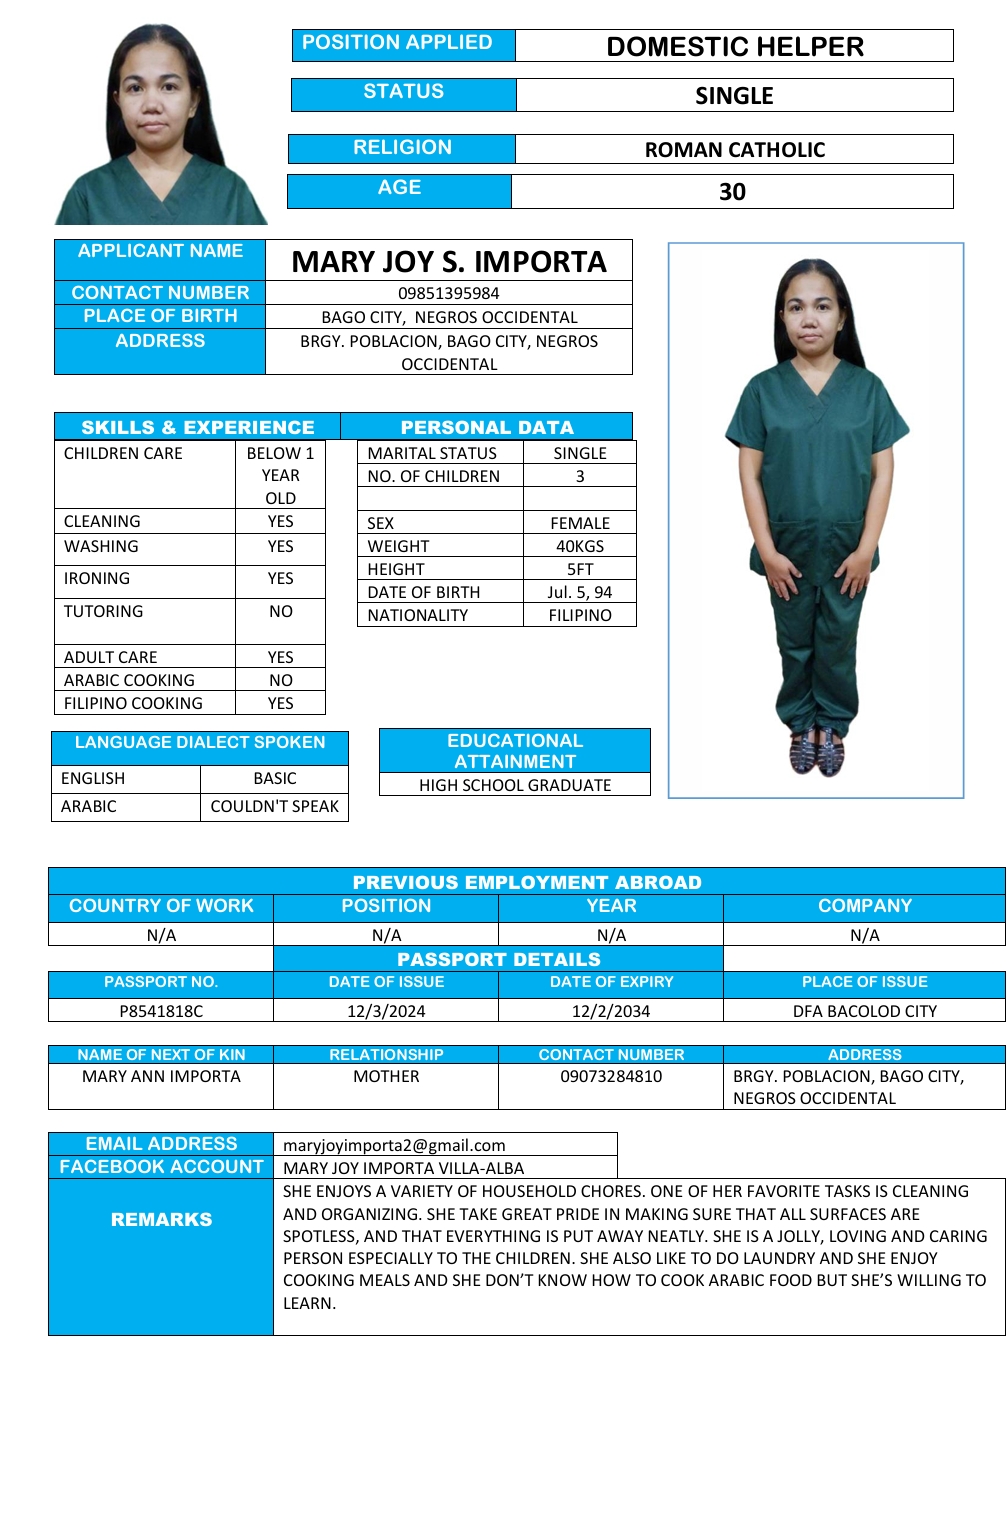 POSITION APPLIED DOMESTIC HELPER
STATUS SINGLE
RELIGION ROMAN CATHOLIC
AGE 30
APPLICANT NAME MARY JOY S. IMPORTA
CONTACT NUMBER 09851395984
PLACE OF BIRTH BAGO CITY, NEGROS OCCIDENTAL
ADDRESS BRGY. POBLACION, BAGO CITY, NEGROS
OCCIDENTAL
SKILLS & EXPERIENCE
CHILDREN CARE BELOW 1
YEAR
OLD
CLEANING YES
WASHING YES
IRONING YES
TUTORING NO
ADULT CARE YES
ARABIC COOKING NO
FILIPINO COOKING YES
PERSONAL DATA
MARITAL STATUS SINGLE
NO. OF CHILDREN 3
SEX FEMALE
WEIGHT 40KGS
HEIGHT 5FT
DATE OF BIRTH Jul. 5, 94
NATIONALITY FILIPINO
LANGUAGE DIALECT SPOKEN
ENGLISH BASIC
ARABIC COULDN'T SPEAK
EDUCATIONAL
ATTAINMENT
HIGH SCHOOL GRADUATE
PREVIOUS EMPLOYMENT ABROAD
COUNTRY OF WORK POSITION YEAR COMPANY
N/A N/A N/A N/A
PASSPORT DETAILS
PASSPORT NO. DATE OF ISSUE DATE OF EXPIRY PLACE OF ISSUE
P8541818C 12/3/2024 12/2/2034 DFA BACOLOD CITY
NAME OF NEXT OF KIN RELATIONSHIP CONTACT NUMBER ADDRESS
MARY ANN IMPORTA MOTHER 09073284810 BRGY. POBLACION, BAGO CITY,
NEGROS OCCIDENTAL
EMAIL ADDRESS maryjoyimporta2@gmail.com
FACEBOOK ACCOUNT MARY JOY IMPORTA VILLA-ALBA
REMARKS
SHE ENJOYS A VARIETY OF HOUSEHOLD CHORES. ONE OF HER FAVORITE TASKS IS CLEANING
AND ORGANIZING. SHE TAKE GREAT PRIDE IN MAKING SURE THAT ALL SURFACES ARE
SPOTLESS, AND THAT EVERYTHING IS PUT AWAY NEATLY. SHE IS A JOLLY, LOVING AND CARING
PERSON ESPECIALLY TO THE CHILDREN. SHE ALSO LIKE TO DO LAUNDRY AND SHE ENJOY
COOKING MEALS AND SHE DON’T KNOW HOW TO COOK ARABIC FOOD BUT SHE’S WILLING TO
LEARN.